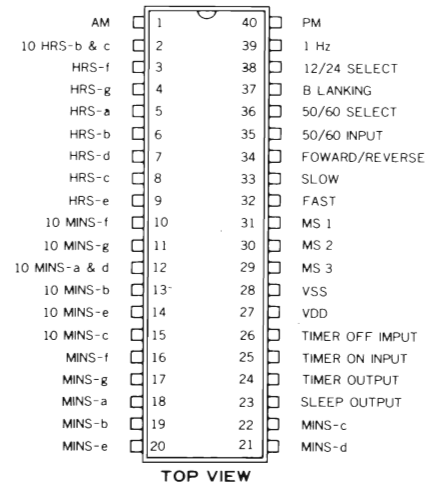 AM 1 40 PM
10 HRS-b & c 2 39 1 Hz
HRS-f 3 38 12/24 SELECT
HRS-g 4 37 B LANKING
HRS-a 5 36 50/60 SELECT
HRS-b 6 35 50/60 INPUT
HRS-d 7 34 FOWARD/REVERSE
HRS-c 8 33 SLOW
HRS-e 9 32 FAST
10 MINS-f 10 31 MS 1
10 MINS-g 11 30 MS 2
10 MINS-a & d 12 29 MS 3
10 MINS-b 13 28 VSS
10 MINS-e 14 27 VDD
10 MINS-c 15 26 TIMER OFF IMPUT
MINS-f 16 25 TIMER ON INPUT
MINS-g 17 24 TIMER OUTPUT
MINS-a 18 23 SLEEP OUTPUT
MINS-b 19 22 MINS-c
MINS-e 20 21 MINS-d
TOP VIEW